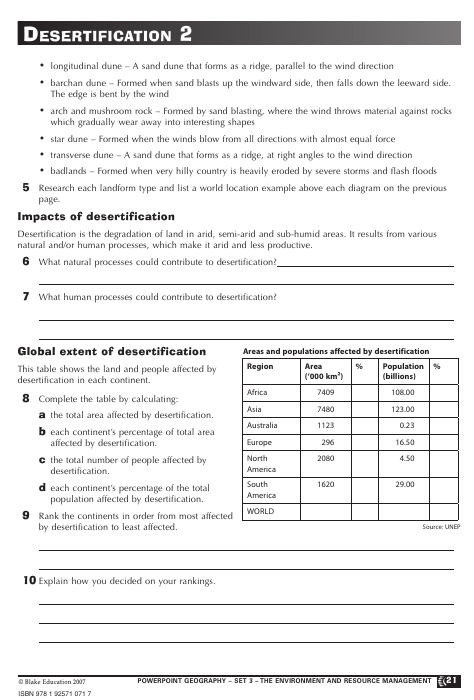 DESERTIFICATION 2
• longitudinal dune – A sand dune that forms as a ridge, parallel to the wind direction
• barchan dune – Formed when sand blasts up the windward side, then falls down the leeward side.
The edge is bent by the wind
• arch and mushroom rock – Formed by sand blasting, where the wind throws material against rocks
which gradually wear away into interesting shapes
• star dune – Formed when the winds blow from all directions with almost equal force
• transverse dune – A sand dune that forms as a ridge, at right angles to the wind direction
• badlands – Formed when very hilly country is heavily eroded by severe storms and flash floods
5 Research each landform type and list a world location example above each diagram on the previous
page.
Impacts of desertification
Desertification is the degradation of land in arid, semi-arid and sub-humid areas. It results from various
natural and/or human processes, which make it arid and less productive.
6 What natural processes could contribute to desertification?
7 What human processes could contribute to desertification?
Global extent of desertification
This table shows the land and people affected by
desertification in each continent.
8 Complete the table by calculating:
a the total area affected by desertification.
b each continent's percentage of total area
affected by desertification.
c the total number of people affected by
desertification.
d each continent's percentage of the total
population affected by desertification.
9 Rank the continents in order from most affected
by desertification to least affected.
Areas and populations affected by desertification
Region Area % Population %
('000 km²) (billions)
Africa 7409 108.00
Asia 7480 123.00
Australia 1123 0.23
Europe 296 16.50
North 2080 4.50
America
South 1620 29.00
America
WORLD
Source: UNEP
10 Explain how you decided on your rankings.
© Blake Education 2007
POWERPOINT GEOGRAPHY – SET 3 – THE ENVIRONMENT AND RESOURCE MANAGEMENT 21
ISBN 978 1 92571 071 7